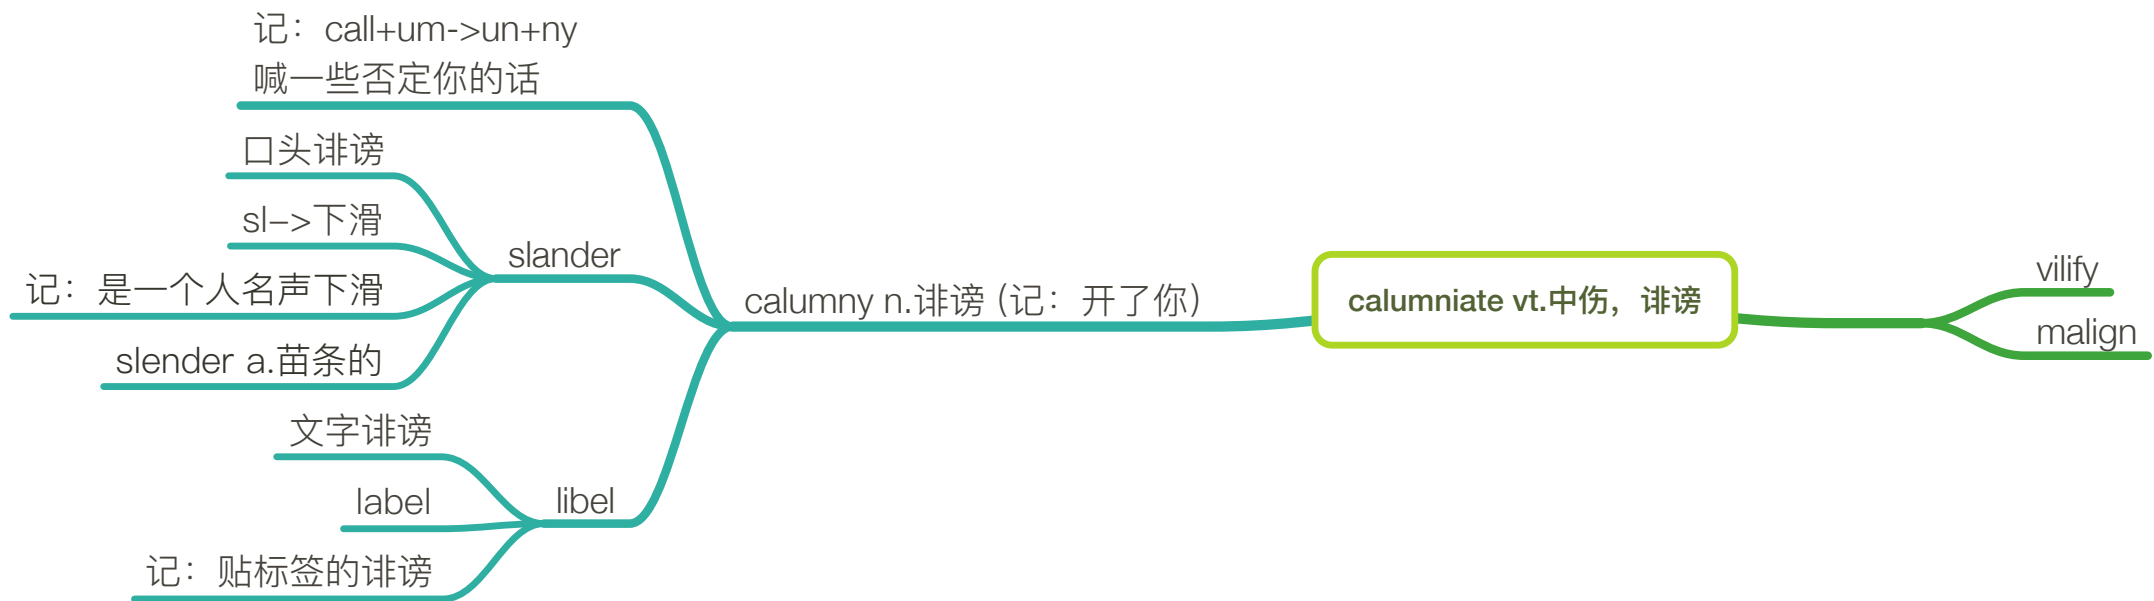 记：call+um->un+ny
喊一些否定你的话
口头诽谤
sl–>下滑
记：是一个人名声下滑
slender a.苗条的
slander
文字诽谤
label
记：贴标签的诽谤
libel
calumny n.诽谤 (记：开了你)
calumniate vt.中伤，诽谤
vilify
malign